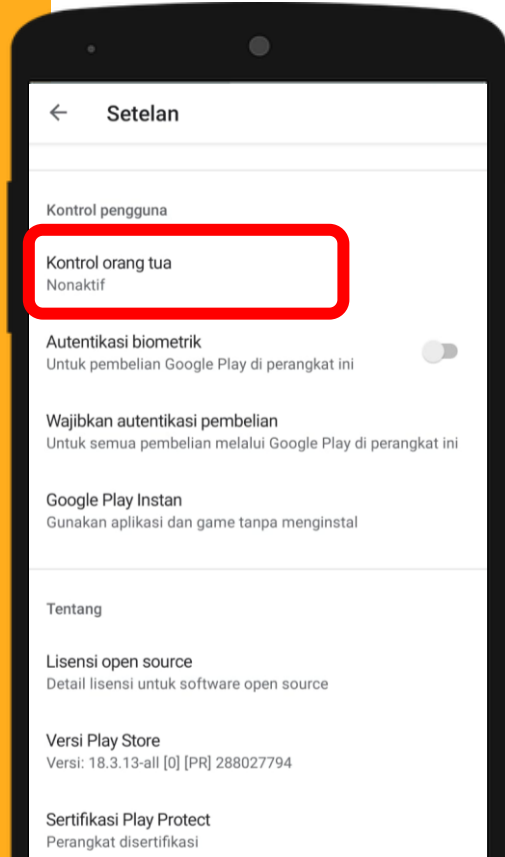 Setelan
Kontrol pengguna
Kontrol orang tua
Nonaktif
Autentikasi biometrik
Untuk pembelian Google Play di perangkat ini
Wajibkan autentikasi pembelian
Untuk semua pembelian melalui Google Play di perangkat ini
Google Play Instan
Gunakan aplikasi dan game tanpa menginstal
Tentang
Lisensi open source
Detail lisensi untuk software open source
Versi Play Store
Versi: 18.3.13-all [0] [PR] 288027794
Sertifikasi Play Protect
Perangkat disertifikasi